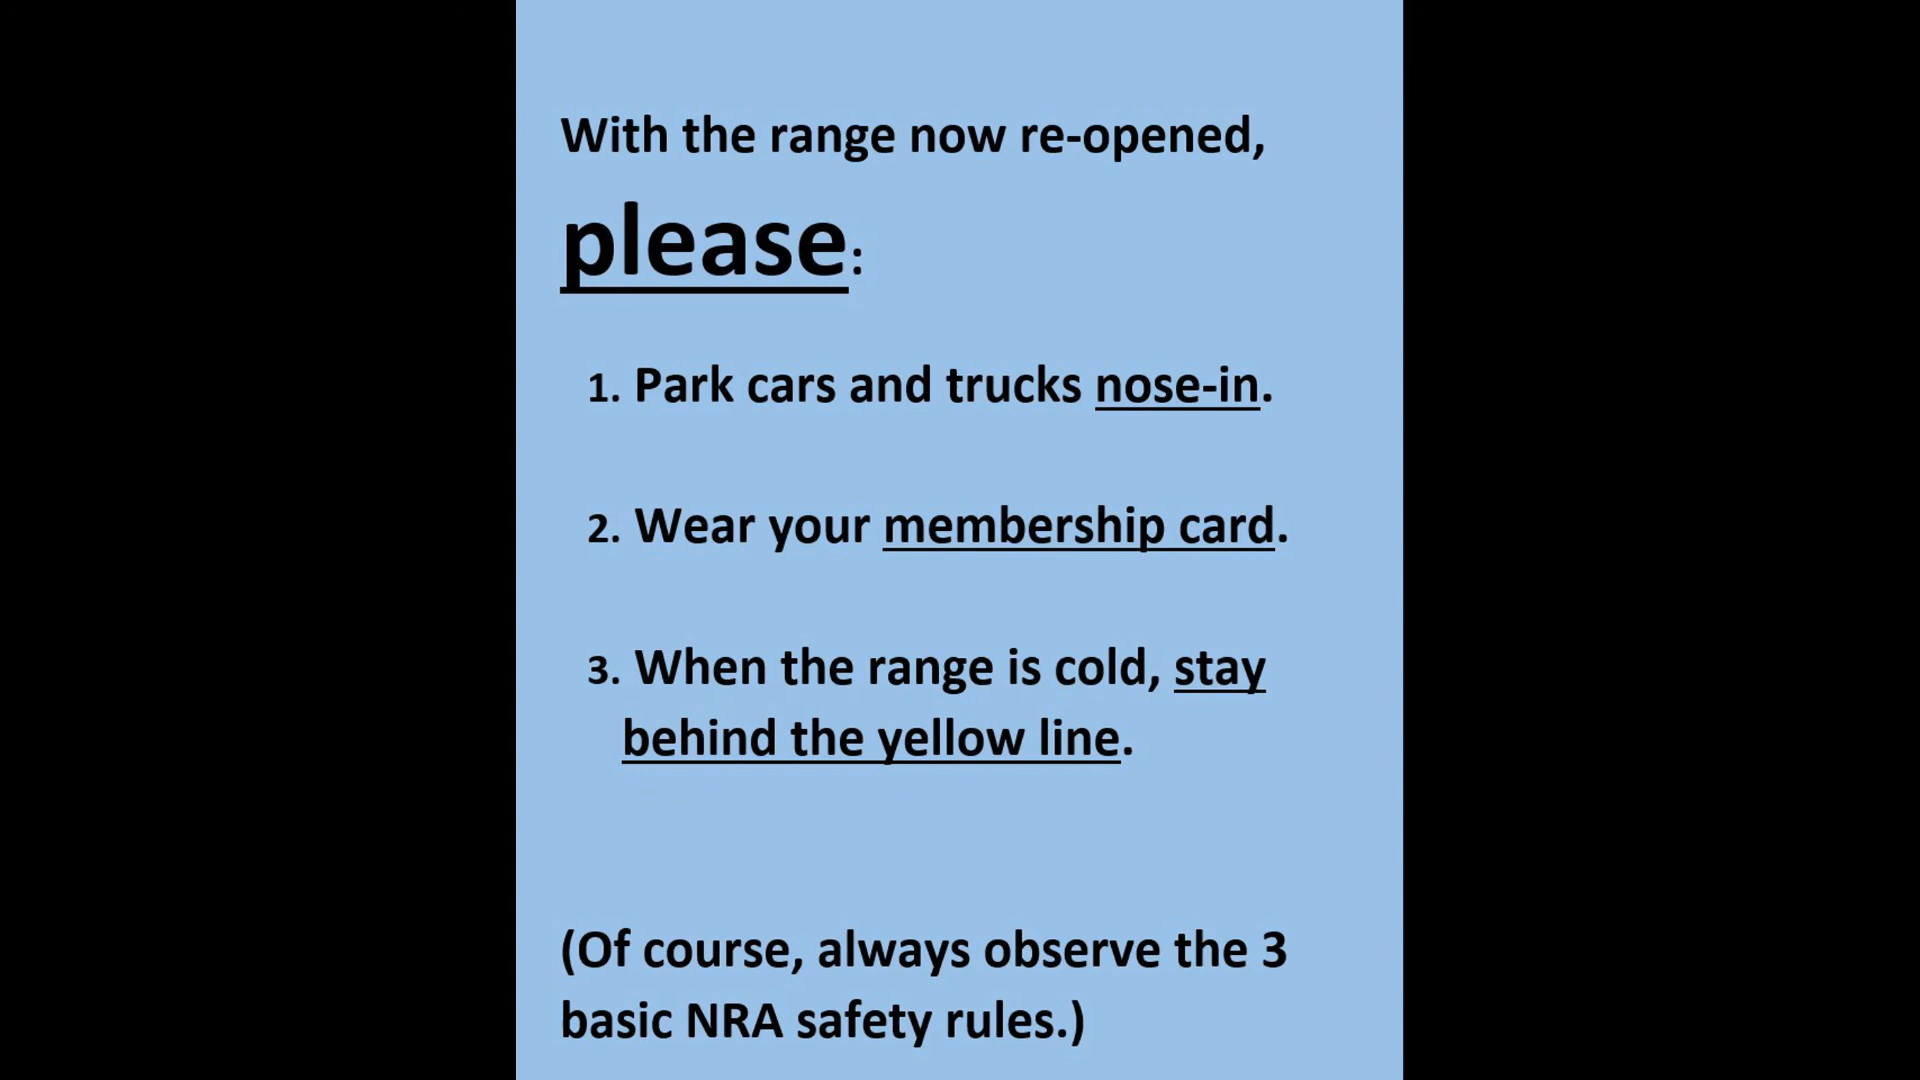 With the range now re-opened,
please:
1. Park cars and trucks nose-in.
2. Wear your membership card.
3. When the range is cold, stay
behind the yellow line.
(Of course, always observe the 3
basic NRA safety rules.)